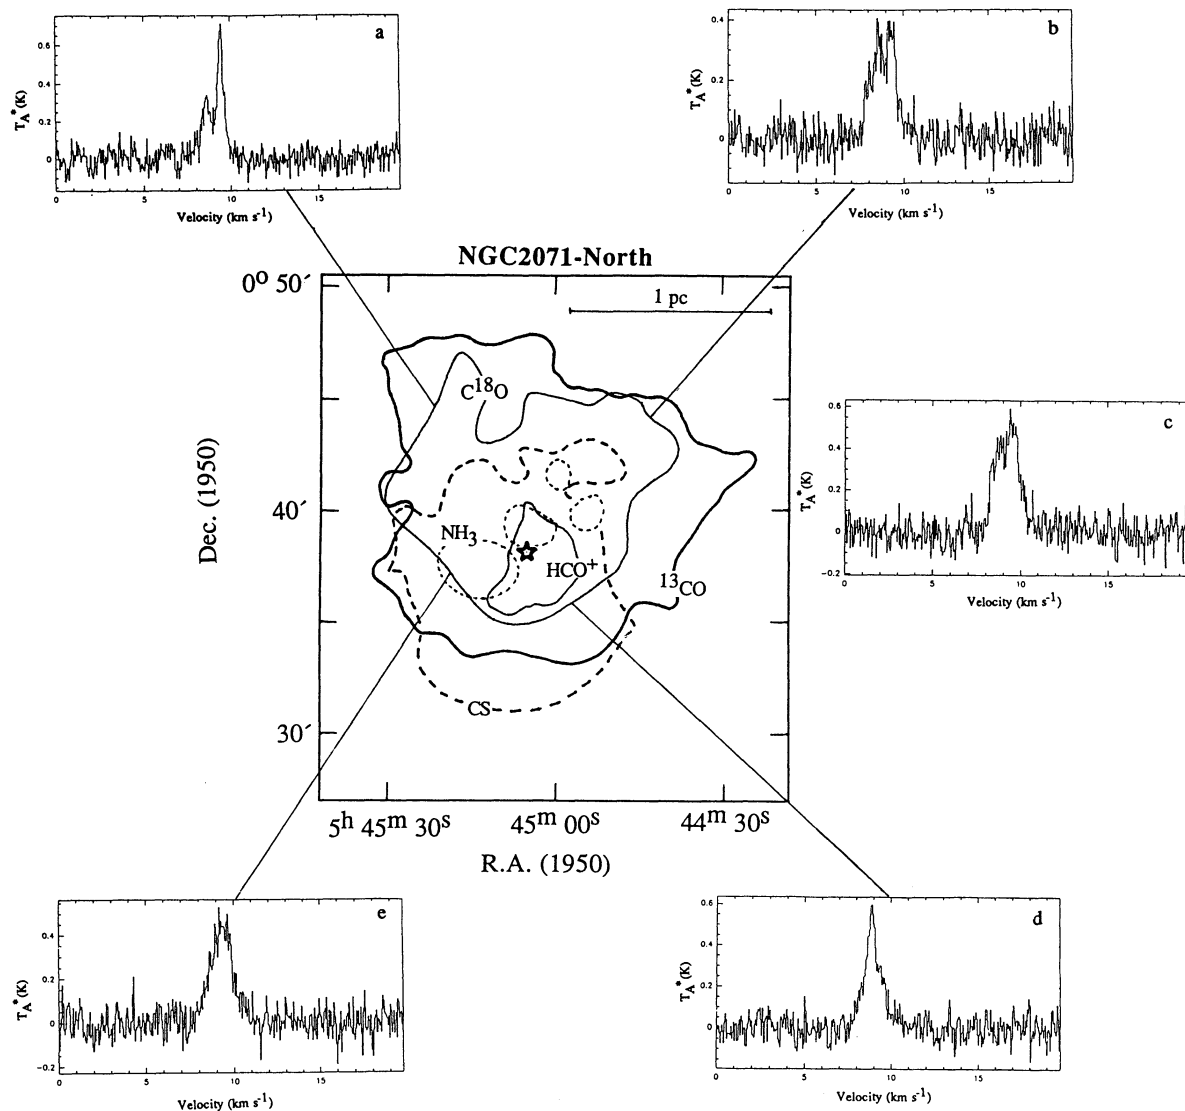 a
0.6
0.4
0.2
0
T_A*(K)
0 5 10 15
Velocity (km s⁻¹)
b
0.4
0.2
0
T_A*(K)
0 5 10 15
Velocity (km s⁻¹)
NGC2071-North
0° 50′
40′
30′
Dec. (1950)
1 pc
C¹⁸O
NH₃
HCO⁺
¹³CO
CS
5ʰ 45ᵐ 30ˢ 45ᵐ 00ˢ 44ᵐ 30ˢ
R.A. (1950)
c
0.6
0.4
0.2
0
−0.2
T_A*(K)
0 5 10 15
Velocity (km s⁻¹)
e
0.4
0.2
0
−0.2
T_A*(K)
0 5 10 15
Velocity (km s⁻¹)
d
0.6
0.4
0.2
0
T_A*(K)
0 5 10 15
Velocity (km s⁻¹)